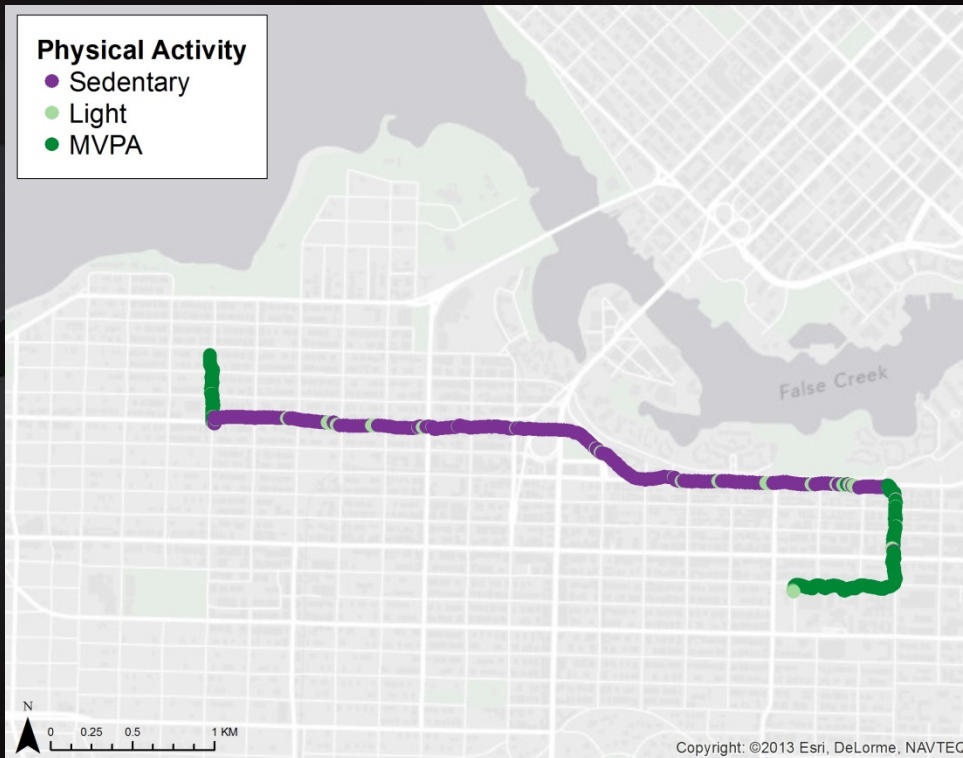 Physical Activity
Sedentary
Light
MVPA
False Creek
N
0 0.25 0.5 1 KM
Copyright: ©2013 Esri, DeLorme, NAVTEQ